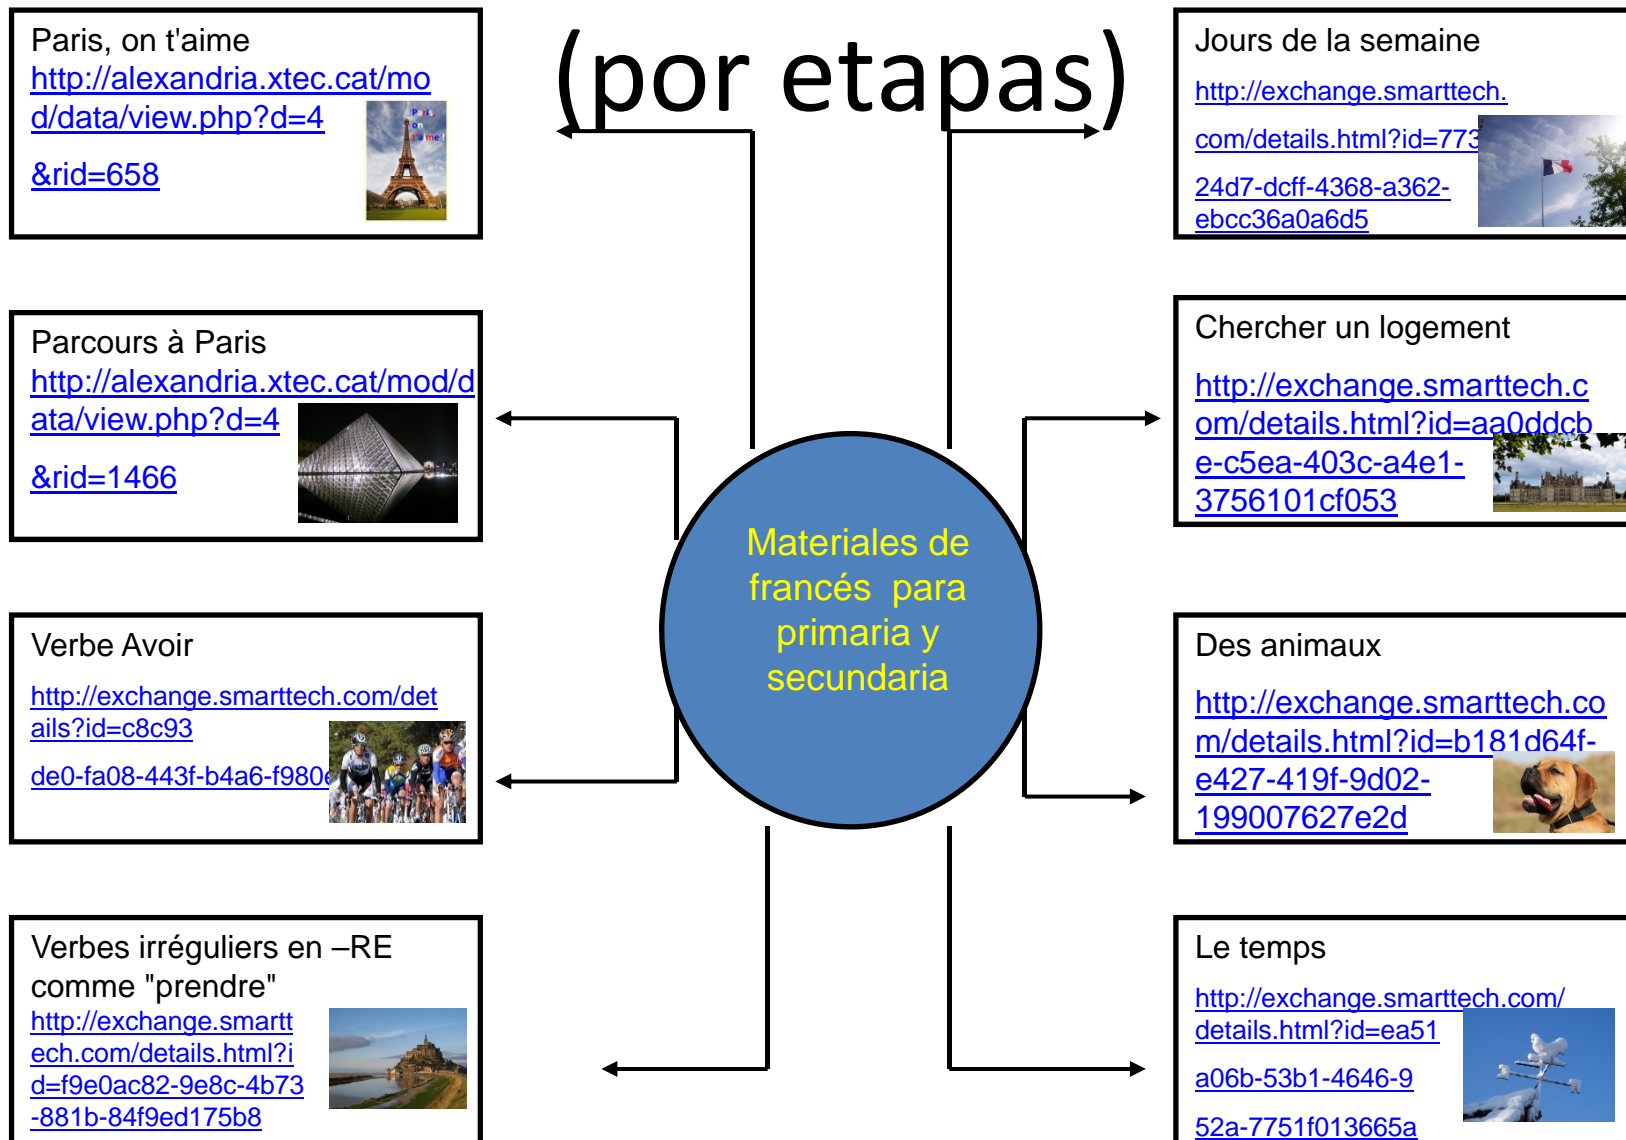 (por etapas)
Paris, on t'aime
http://alexandria.xtec.cat/mo
d/data/view.php?d=4
&rid=658
Paris,
on
t'aime !
Parcours à Paris
http://alexandria.xtec.cat/mod/d
ata/view.php?d=4
&rid=1466
Verbe Avoir
http://exchange.smarttech.com/det
ails?id=c8c93
de0-fa08-443f-b4a6-f980
Verbes irréguliers en –RE
comme "prendre"
http://exchange.smartt
ech.com/details.html?i
d=f9e0ac82-9e8c-4b73
-881b-84f9ed175b8
Materiales de
francés para
primaria y
secundaria
Jours de la semaine
http://exchange.smarttech.
com/details.html?id=773
24d7-dcff-4368-a362-
ebcc36a0a6d5
Chercher un logement
http://exchange.smarttech.c
om/details.html?id=aa0ddcb
e-c5ea-403c-a4e1-
3756101cf053
Des animaux
http://exchange.smarttech.co
m/details.html?id=b181d64f-
e427-419f-9d02-
199007627e2d
Le temps
http://exchange.smarttech.com/
details.html?id=ea51
a06b-53b1-4646-9
52a-7751f013665a